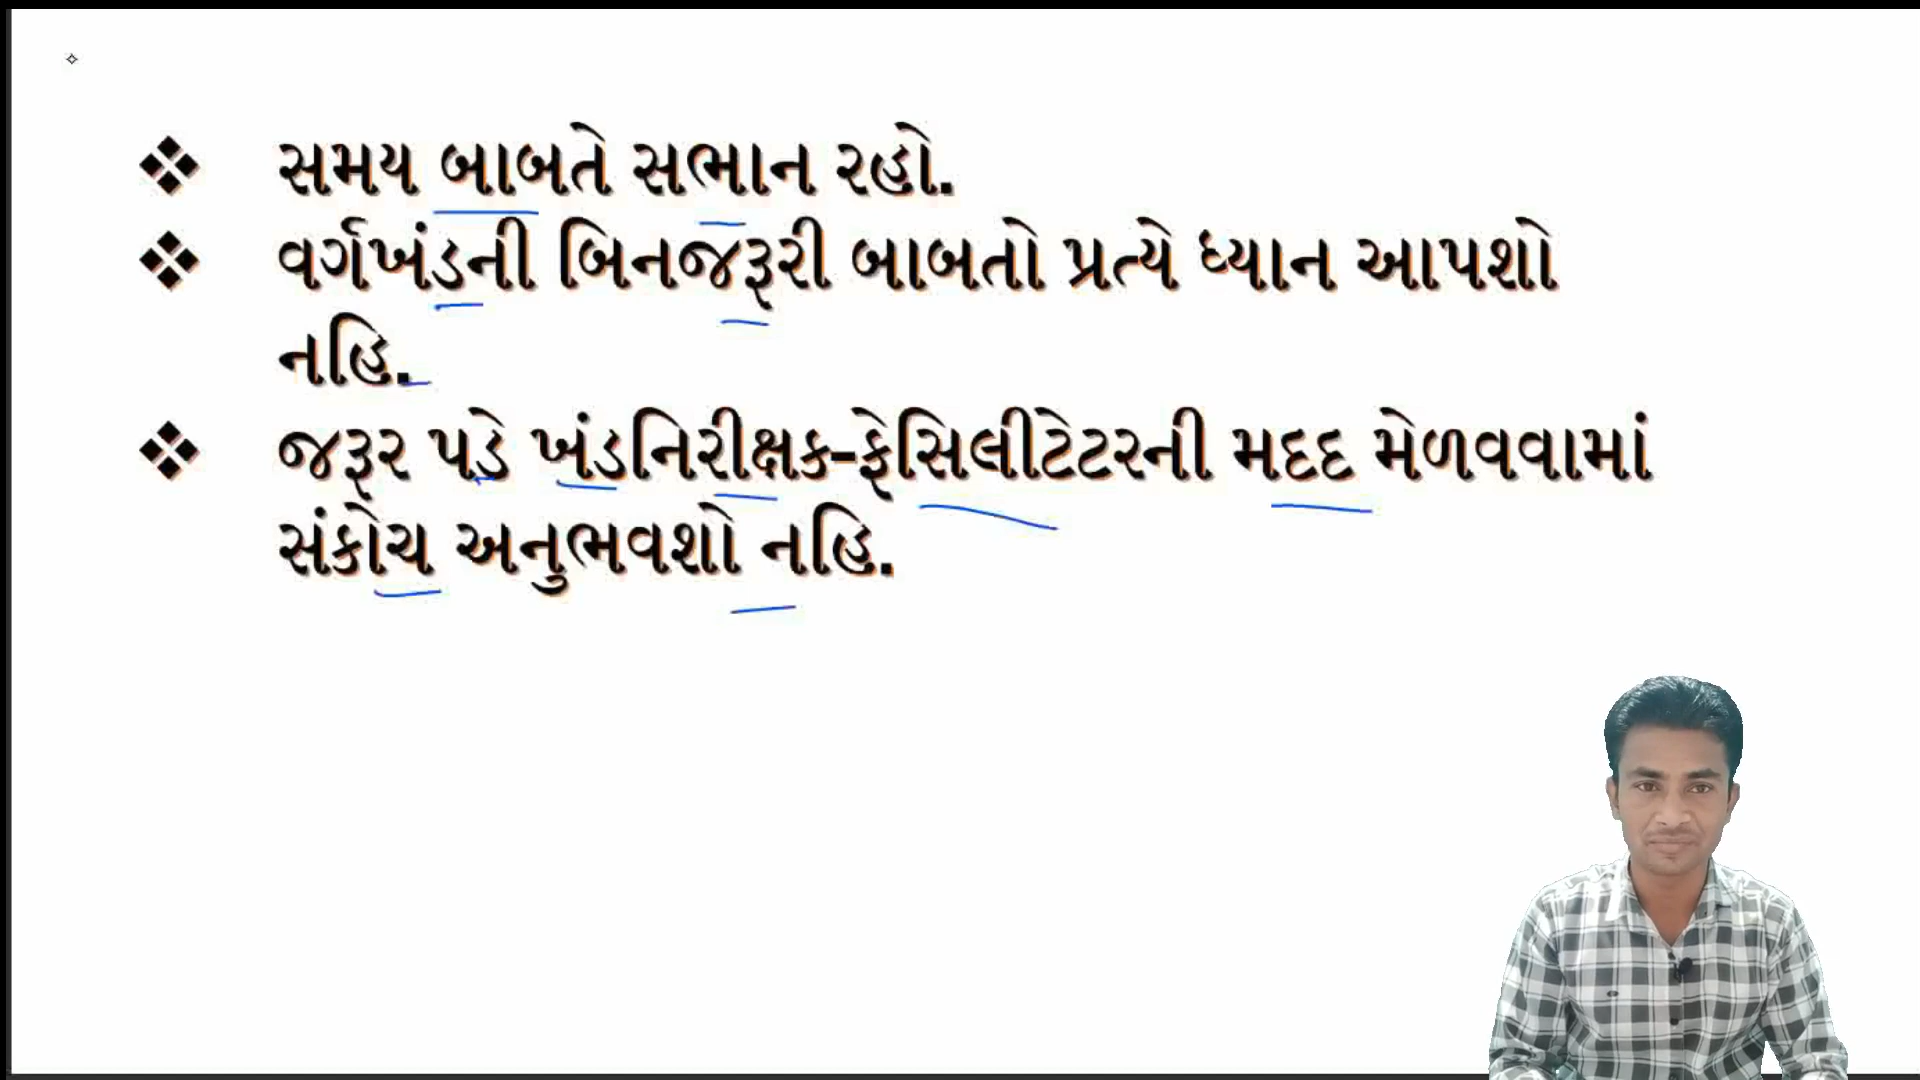 ❖ સમય બાબતે સભાન રહો.
❖ વર્ગખંડની બિનજરૂરી બાબતો પ્રત્યે ધ્યાન આપશો
નહિ.
❖ જરૂર પડે ખંડનિરીક્ષક-ફેસિલીટેટરની મદદ મેળવવામાં
સંકોચ અનુભવશો નહિ.